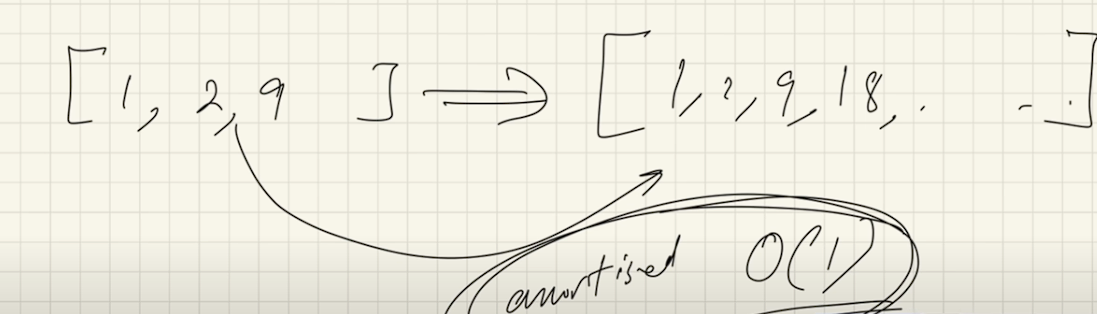 [1, 2, 9 ] ⇒ [1, 2, 9, 18, . - .]
amortised O(1)